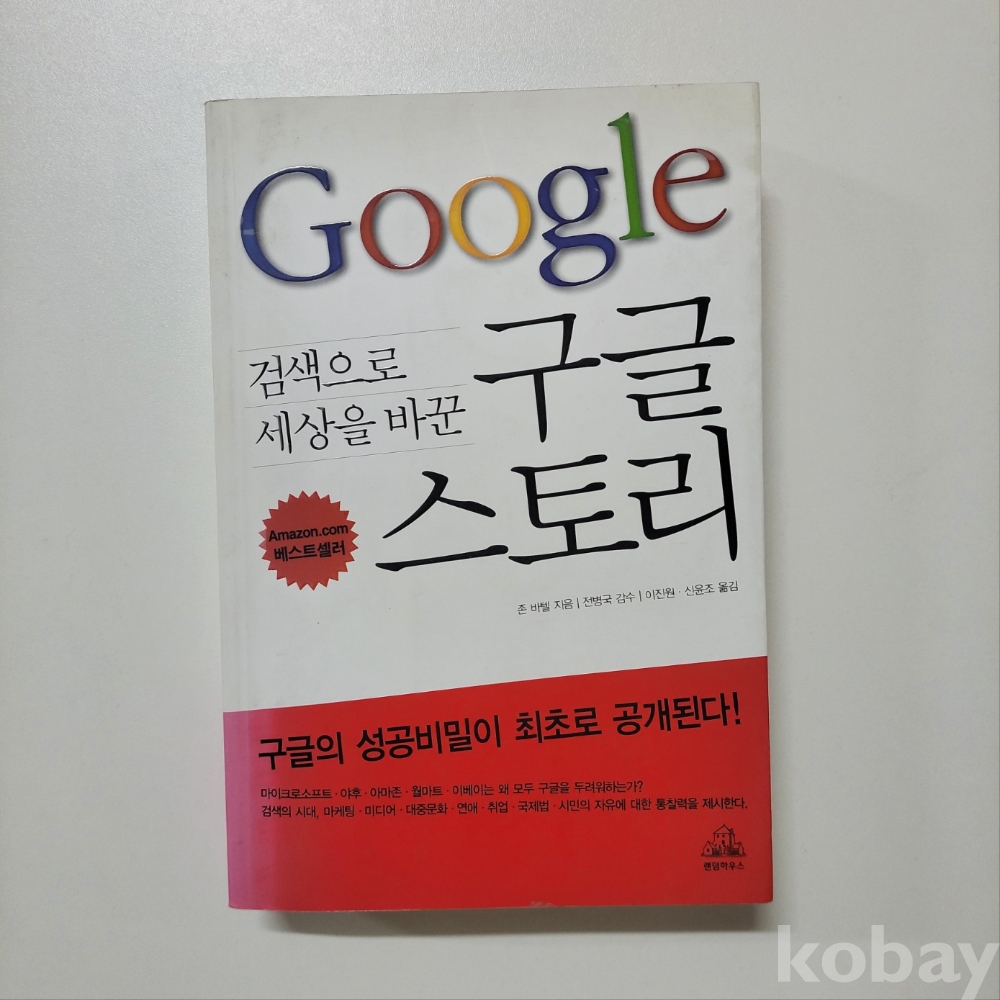 Google
검색으로
세상을 바꾼
구글
스토리
Amazon.com
베스트셀러
존 바텔 지음 | 전병국 감수 | 이진원 · 신윤조 옮김
구글의 성공비밀이 최초로 공개된다!
마이크로소프트 · 야후 · 아마존 · 월마트 · 이베이는 왜 모두 구글을 두려워하는가?
검색의 시대, 마케팅 · 미디어 · 대중문화 · 연애 · 취업 · 국제법 · 시민의 자유에 대한 통찰력을 제시한다.
랜덤하우스
kobay